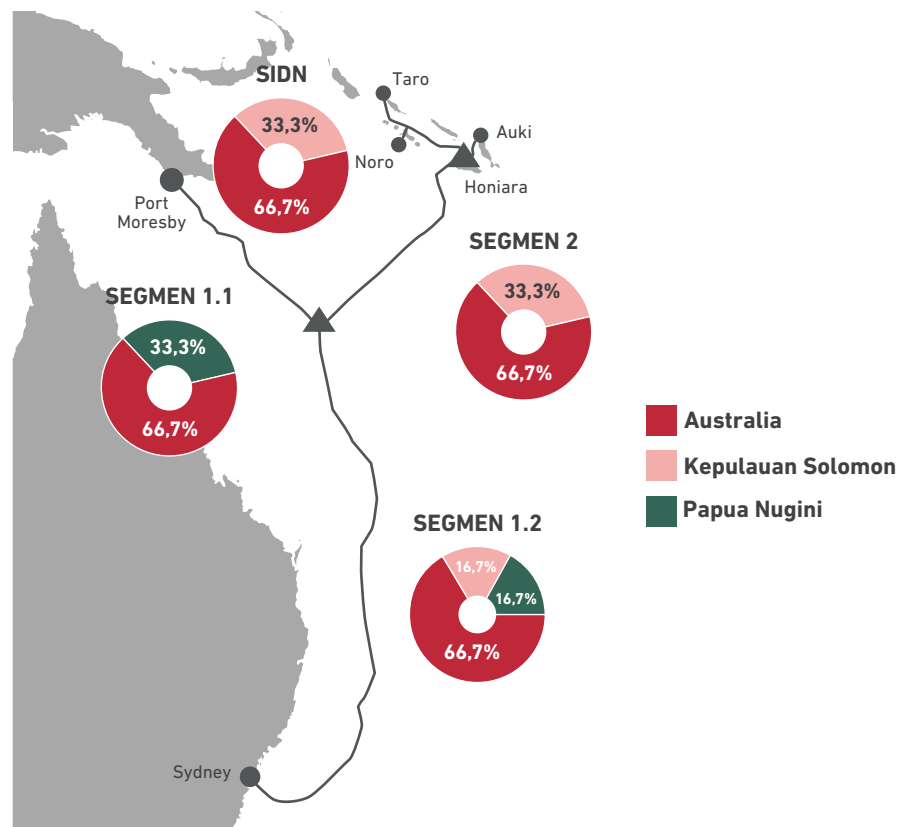 SIDN
33,3%
66,7%
Taro
Auki
Noro
Honiara
Port
Moresby
SEGMEN 2
33,3%
66,7%
SEGMEN 1.1
33,3%
66,7%
Australia
Kepulauan Solomon
Papua Nugini
SEGMEN 1.2
16,7%
16,7%
66,7%
Sydney